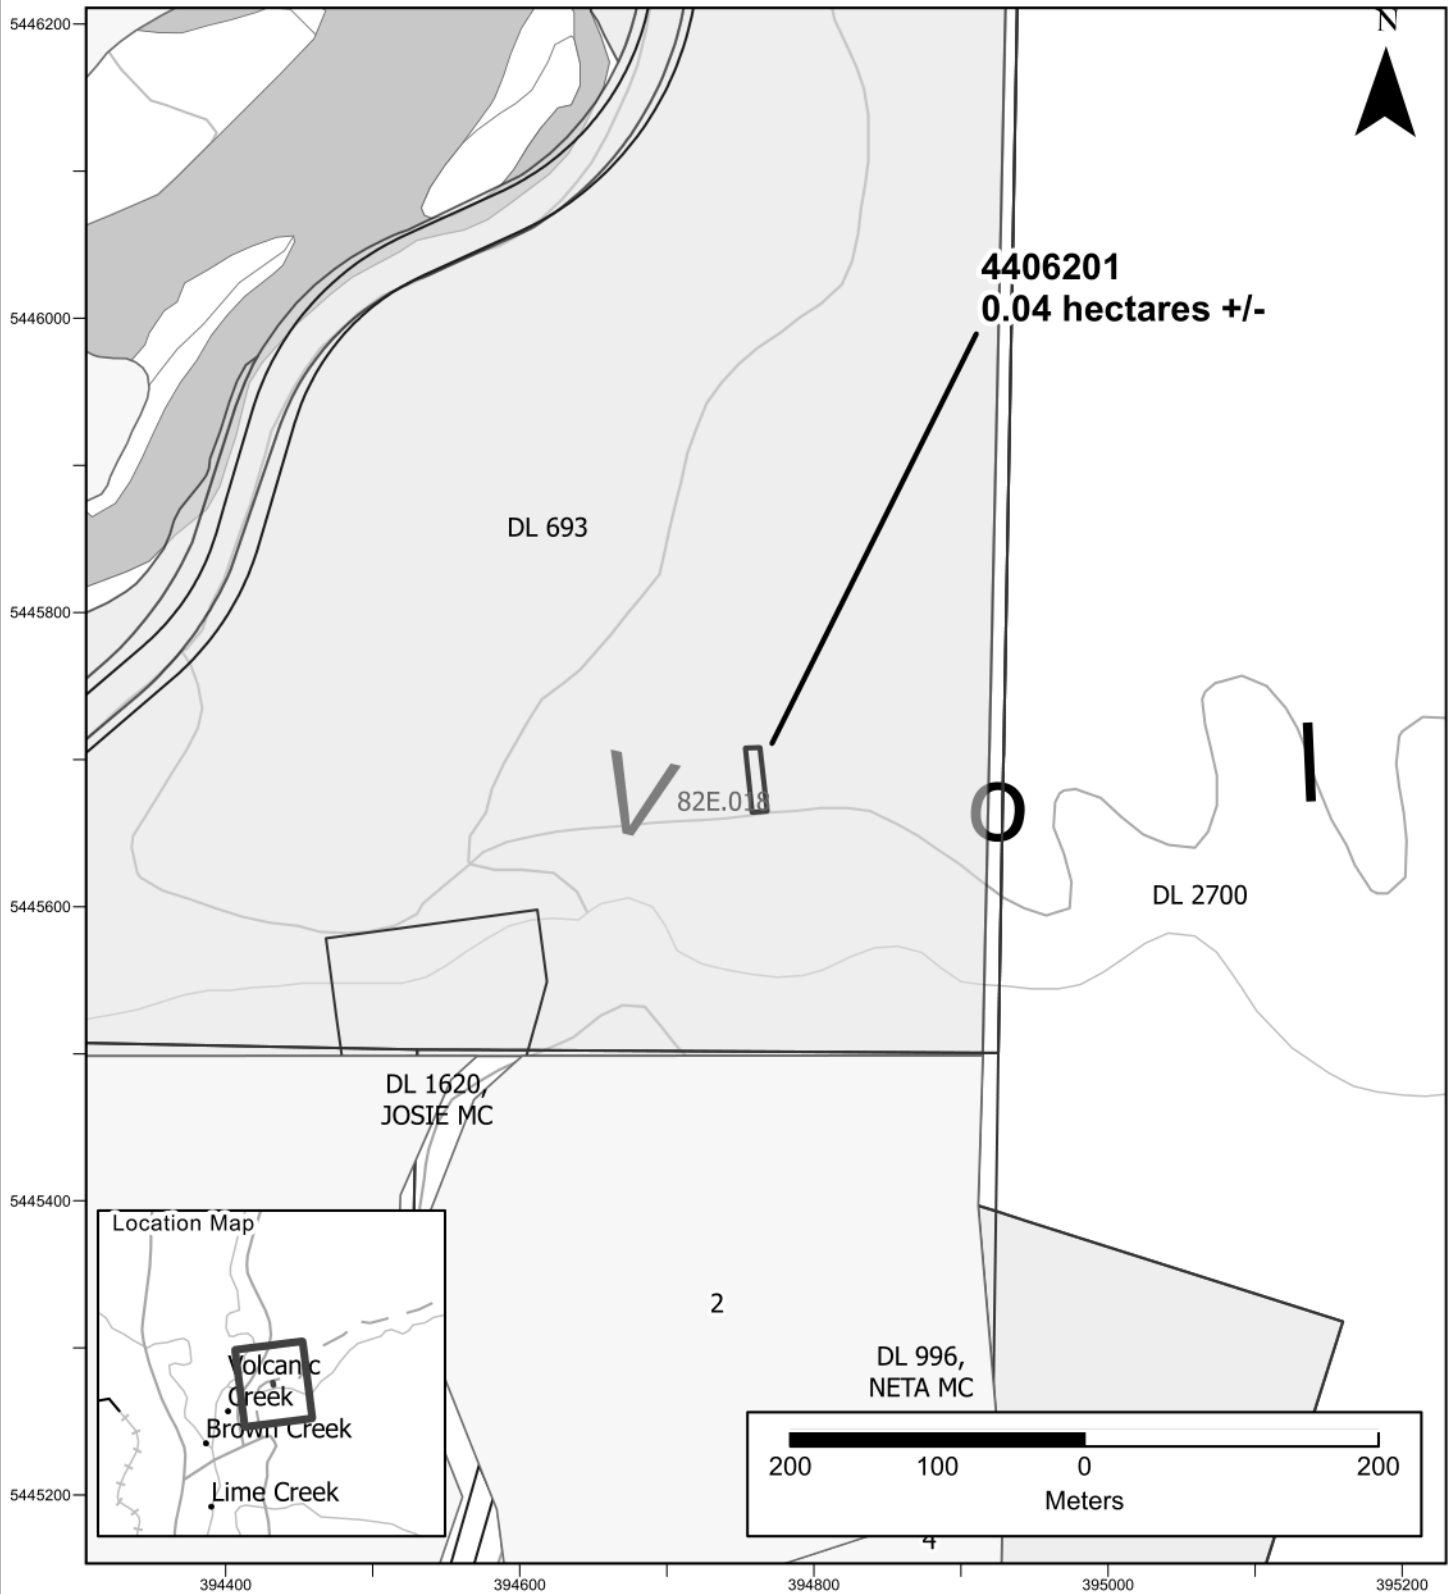 5446200
N
4406201
0.04 hectares +/-
5446000
DL 693
5445800
V
82E.018
O
I
DL 2700
5445600
DL 1620,
JOSIE MC
5445400
Location Map
Volcanic
Creek
Brown Creek
Lime Creek
2
DL 996,
NETA MC
200 100 0 200
Meters
5445200
4
394400 394600 394800 395000 395200